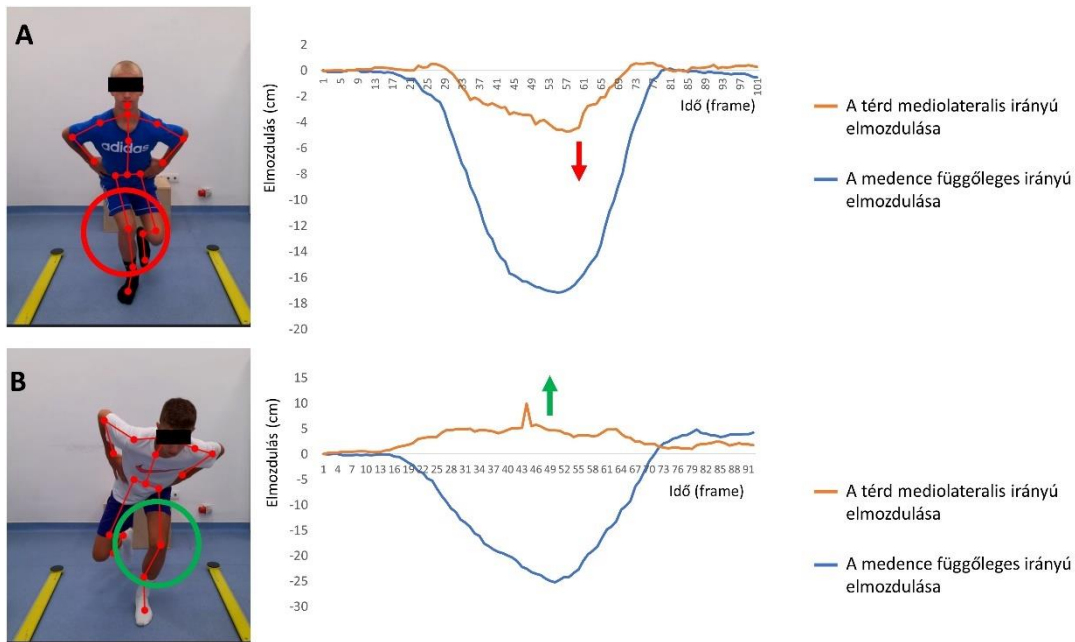 A
adidas
Elmozdulás (cm)
2
0
-2
-4
-6
-8
-10
-12
-14
-16
-18
-20
1 5 9 13 17 21 25 29 33 37 41 45 49 53 57 61 65 69 73 77 81 85 89 93 97 101
Idő (frame)
A térd mediolateralis irányú
elmozdulása
A medence függőleges irányú
elmozdulása
B
Elmozdulás (cm)
15
10
5
0
-5
-10
-15
-20
-25
-30
1 4 7 10 13 16 19 22 25 28 31 34 37 40 43 46 49 52 55 58 61 64 67 70 73 76 79 82 85 88 91
Idő (frame)
A térd mediolateralis irányú
elmozdulása
A medence függőleges irányú
elmozdulása